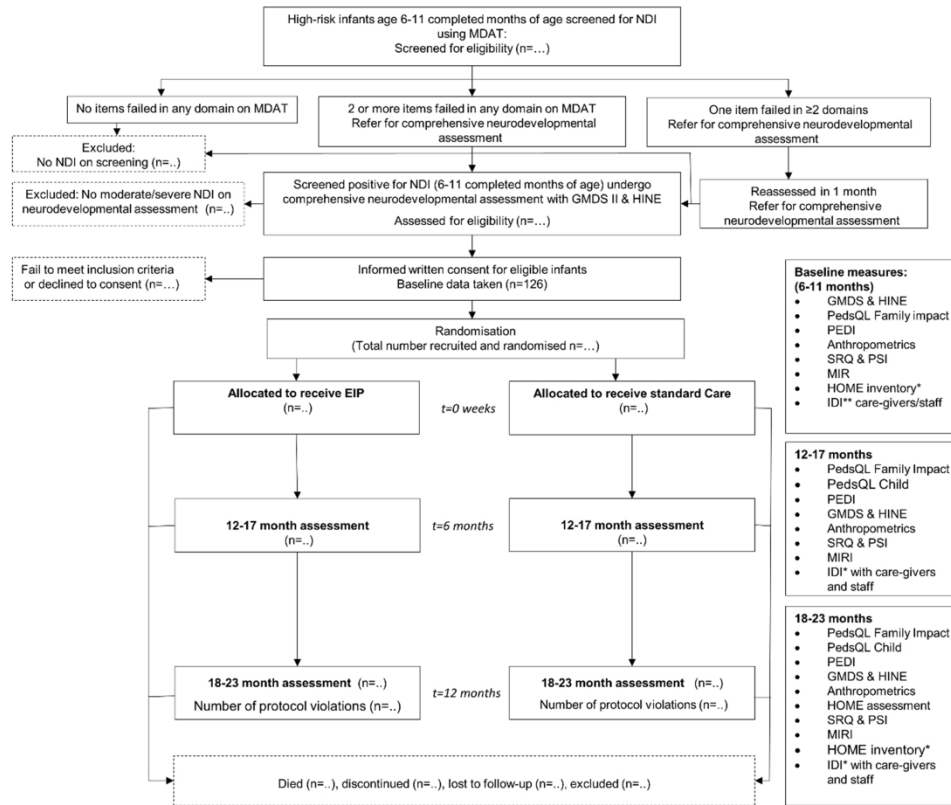 High-risk infants age 6-11 completed months of age screened for NDI
using MDAT:
Screened for eligibility (n=…)
No items failed in any domain on MDAT
2 or more items failed in any domain on MDAT
Refer for comprehensive neurodevelopmental
assessment
One item failed in ≥2 domains
Refer for comprehensive neurodevelopmental
assessment
Excluded:
No NDI on screening (n=..)
Excluded: No moderate/severe NDI on
neurodevelopmental assessment (n=..)
Screened positive for NDI (6-11 completed months of age) undergo
comprehensive neurodevelopmental assessment with GMDS II & HINE
Assessed for eligibility (n=…)
Reassessed in 1 month
Refer for comprehensive
neurodevelopmental assessment
Fail to meet inclusion criteria
or declined to consent (n=…)
Informed written consent for eligible infants
Baseline data taken (n=126)
Randomisation
(Total number recruited and randomised n=…)
Allocated to receive EIP
(n=..)
t=0 weeks
Allocated to receive standard Care
(n=..)
12-17 month assessment
(n=..)
t=6 months
12-17 month assessment
(n=..)
18-23 month assessment (n=..)
Number of protocol violations (n=..)
t=12 months
18-23 month assessment (n=..)
Number of protocol violations (n=..)
Died (n=..), discontinued (n=..), lost to follow-up (n=..), excluded (n=..)
Baseline measures:
(6-11 months)
• GMDS & HINE
• PedsQL Family impact
• PEDI
• Anthropometrics
• SRQ & PSI
• MIR
• HOME inventory*
• IDI** care-givers/staff
12-17 months
• PedsQL Family Impact
• PedsQL Child
• PEDI
• GMDS & HINE
• Anthropometrics
• SRQ & PSI
• MIRI
• IDI* with care-givers
and staff
18-23 months
• PedsQL Family Impact
• PedsQL Child
• PEDI
• GMDS & HINE
• Anthropometrics
• HOME assessment
• SRQ & PSI
• MIRI
• HOME inventory*
• IDI* with care-givers
and staff